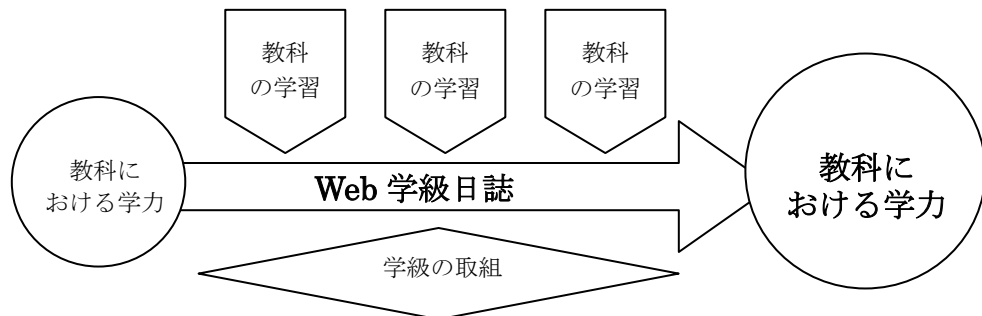 教科
の学習
教科
の学習
教科
の学習
教科に
おける学力
Web 学級日誌
教科に
おける学力
学級の取組